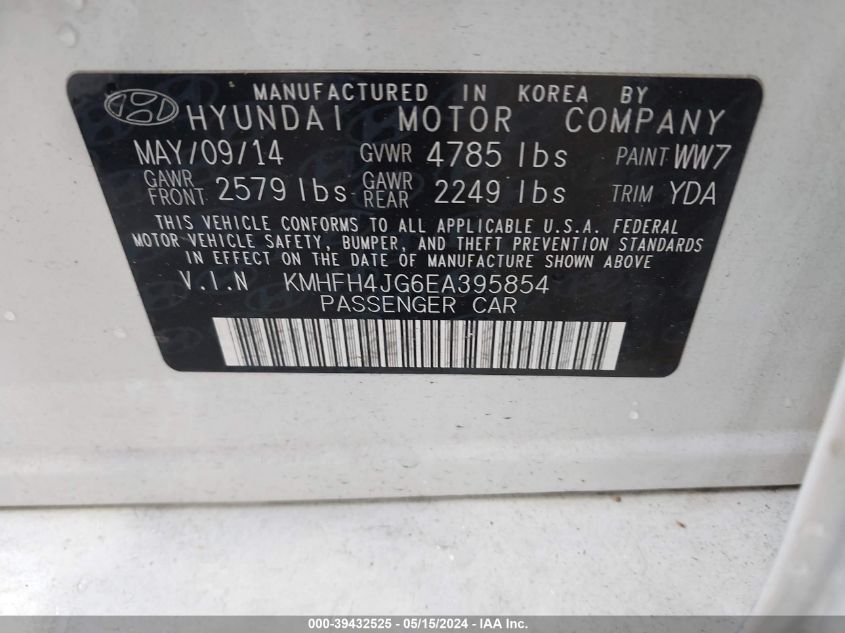 MANUFACTURED IN KOREA BY
HYUNDAI MOTOR COMPANY
MAY/09/14 GVWR 4785 lbs PAINT WW7
GAWR FRONT 2579 lbs GAWR REAR 2249 lbs TRIM YDA
THIS VEHICLE CONFORMS TO ALL APPLICABLE U.S.A. FEDERAL
MOTOR VEHICLE SAFETY, BUMPER, AND THEFT PREVENTION STANDARDS
IN EFFECT ON THE DATE OF MANUFACTURE SHOWN ABOVE
V.I.N KMHFH4JG6EA395854
PASSENGER CAR
000-39432525 - 05/15/2024 - IAA Inc.